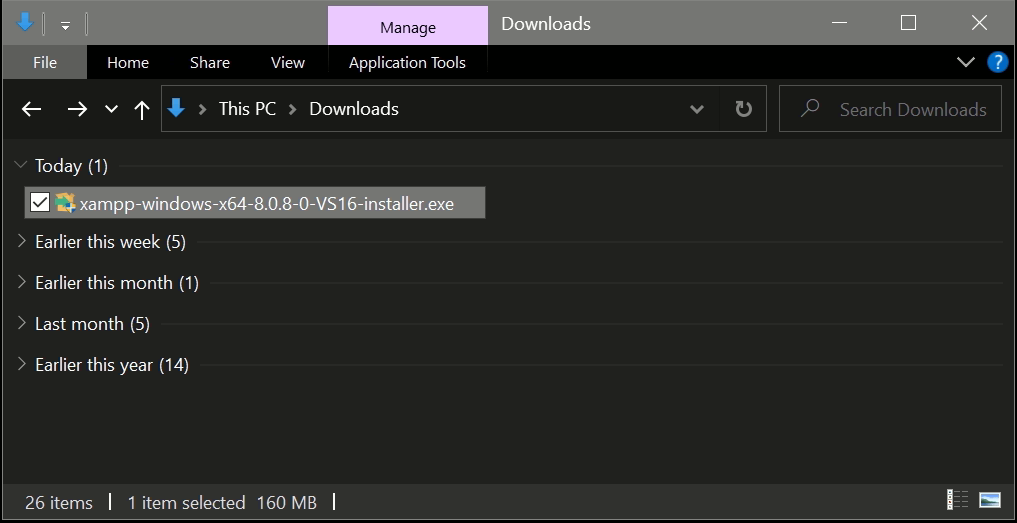 Manage Downloads
File Home Share View Application Tools ?
This PC Downloads Search Downloads
Today (1)
xampp-windows-x64-8.0.8-0-VS16-installer.exe
Earlier this week (5)
Earlier this month (1)
Last month (5)
Earlier this year (14)
26 items 1 item selected 160 MB